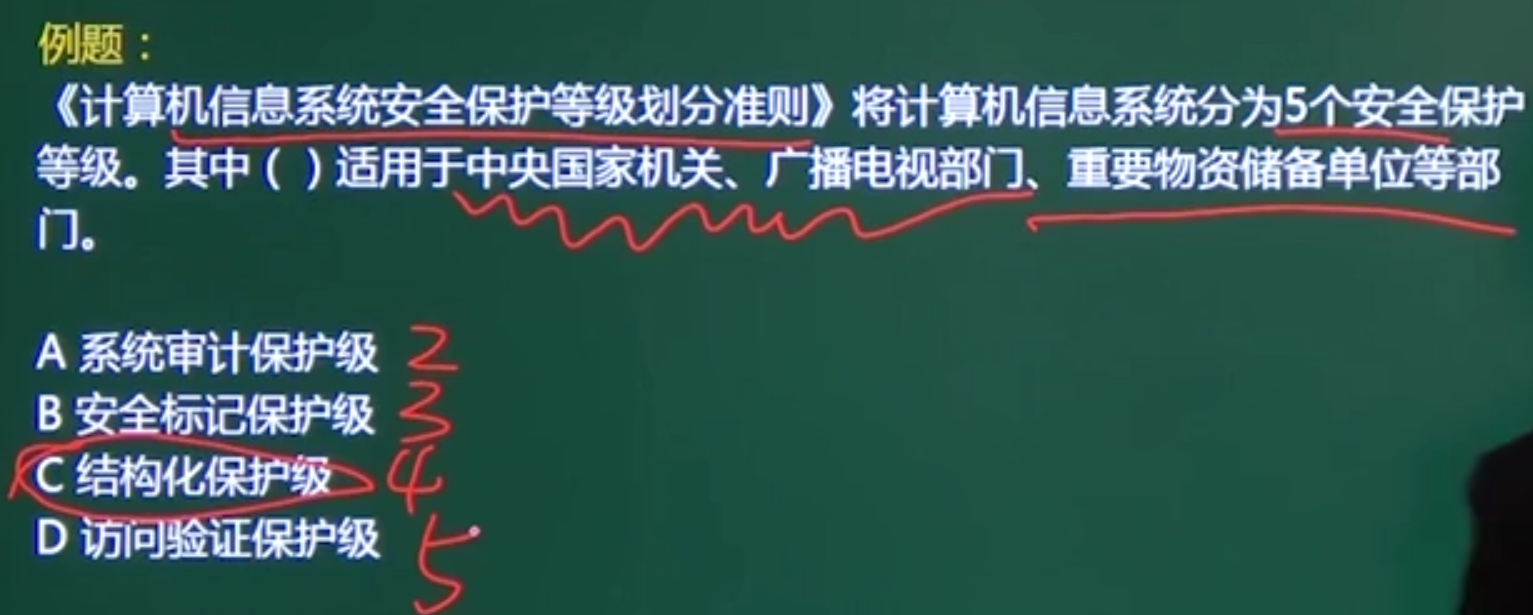 例题：
《计算机信息系统安全保护等级划分准则》将计算机信息系统分为5个安全保护
等级。其中（ ）适用于中央国家机关、广播电视部门、重要物资储备单位等部
门。
A 系统审计保护级 2
B 安全标记保护级 3
C 结构化保护级 4
D 访问验证保护级 5